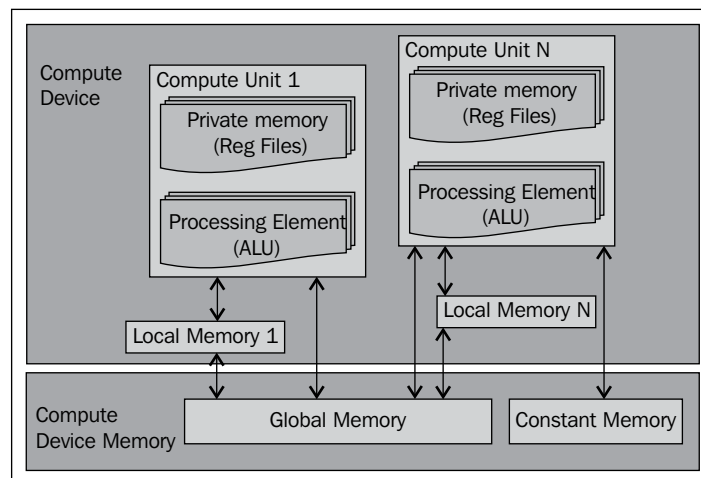 Compute
Device
Compute Unit 1
Private memory
(Reg Files)
Processing Element
(ALU)
Local Memory 1
Compute Unit N
Private memory
(Reg Files)
Processing Element
(ALU)
Local Memory N
Compute
Device Memory
Global Memory
Constant Memory